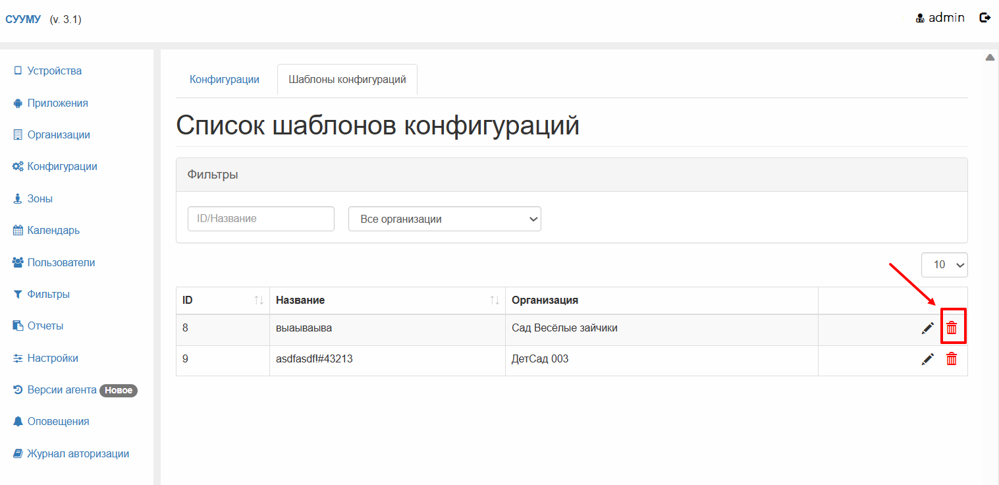 СУУМУ (v. 3.1)
admin
Устройства
Приложения
Организации
Конфигурации
Зоны
Календарь
Пользователи
Фильтры
Отчеты
Настройки
Версии агента Новое
Оповещения
Журнал авторизации
Конфигурации Шаблоны конфигураций
Список шаблонов конфигураций
Фильтры
ID/Название Все организации
10
ID Название Организация
8 выаываыва Сад Весёлые зайчики
9 asdfasdf!#43213 ДетСад 003